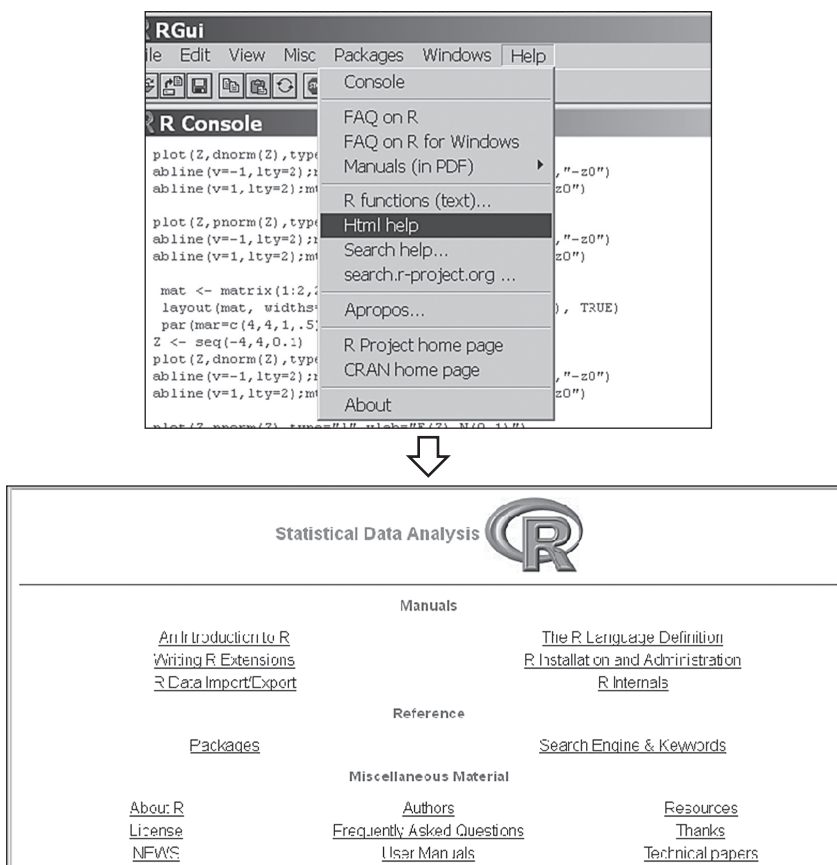 RGui
ile Edit View Misc Packages Windows Help
Console
R Console
FAQ on R
FAQ on R for Windows
Manuals (in PDF)
R functions (text)...
Html help
Search help...
search.r-project.org ...
Apropos...
R Project home page
CRAN home page
About
plot(Z,dnorm(Z),type ,"-z0")
abline(v=-1,lty=2);m z0")
abline(v=1,lty=2);mt
plot(Z,pnorm(Z),type
abline(v=-1,lty=2);m ,"-z0")
abline(v=1,lty=2);mt z0")
mat <- matrix(1:2,2
layout(mat, widths= ), TRUE)
par(mar=c(4,4,1,.5)
Z <- seq(-4,4,0.1)
plot(Z,dnorm(Z),type
abline(v=-1,lty=2);m ,"-z0")
abline(v=1,lty=2);mt z0")
Statistical Data Analysis R
Manuals
An Introduction to R The R Language Definition
Writing R Extensions R Installation and Administration
R Data Import/Export R Internals
Reference
Packages Search Engine & Keywords
Miscellaneous Material
About R Authors Resources
License Frequently Asked Questions Thanks
NEWS User Manuals Technical papers